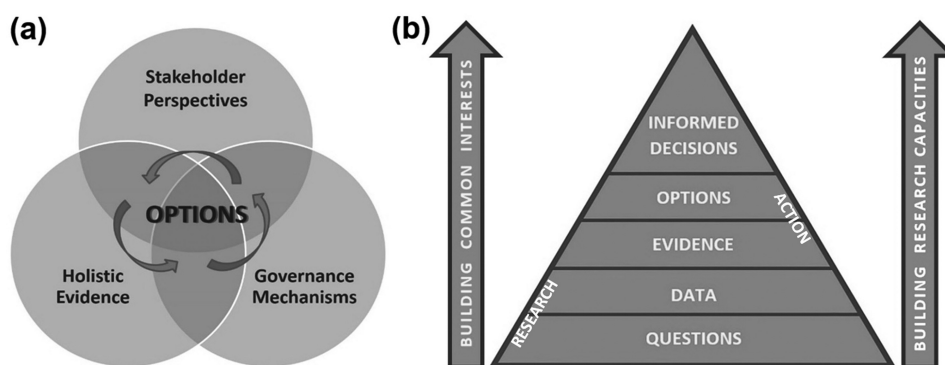 (a)
Stakeholder
Perspectives
OPTIONS
Holistic
Evidence
Governance
Mechanisms
(b)
BUILDING COMMON INTERESTS
INFORMED
DECISIONS
OPTIONS
EVIDENCE
DATA
QUESTIONS
RESEARCH
ACTION
BUILDING RESEARCH CAPACITIES